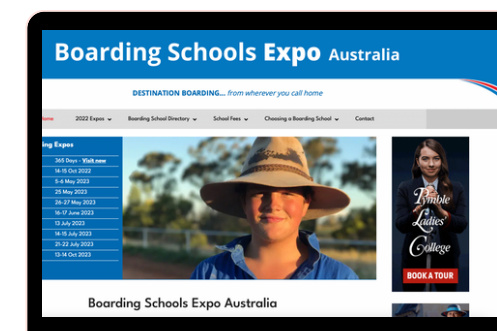 Boarding Schools Expo Australia
DESTINATION BOARDING... from wherever you call home
Home
2022 Expos
Boarding School Directory
School Fees
Choosing a Boarding School
Contact
ing Expos
365 Days - Visit now
14-15 Oct 2022
5-6 May 2023
25 May 2023
26-27 May 2023
16-17 June 2023
13 July 2023
14-15 July 2023
21-22 July 2023
13-14 Oct 2023
Pymble
Ladies'
College
BOOK A TOUR
Boarding Schools Expo Australia